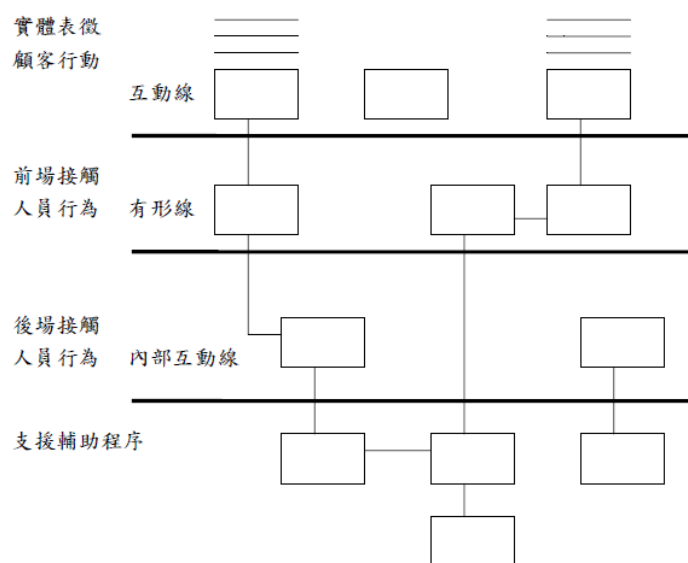 實體表徵
顧客行動
互動線
前場接觸
人員行為 有形線
後場接觸
人員行為 內部互動線
支援輔助程序